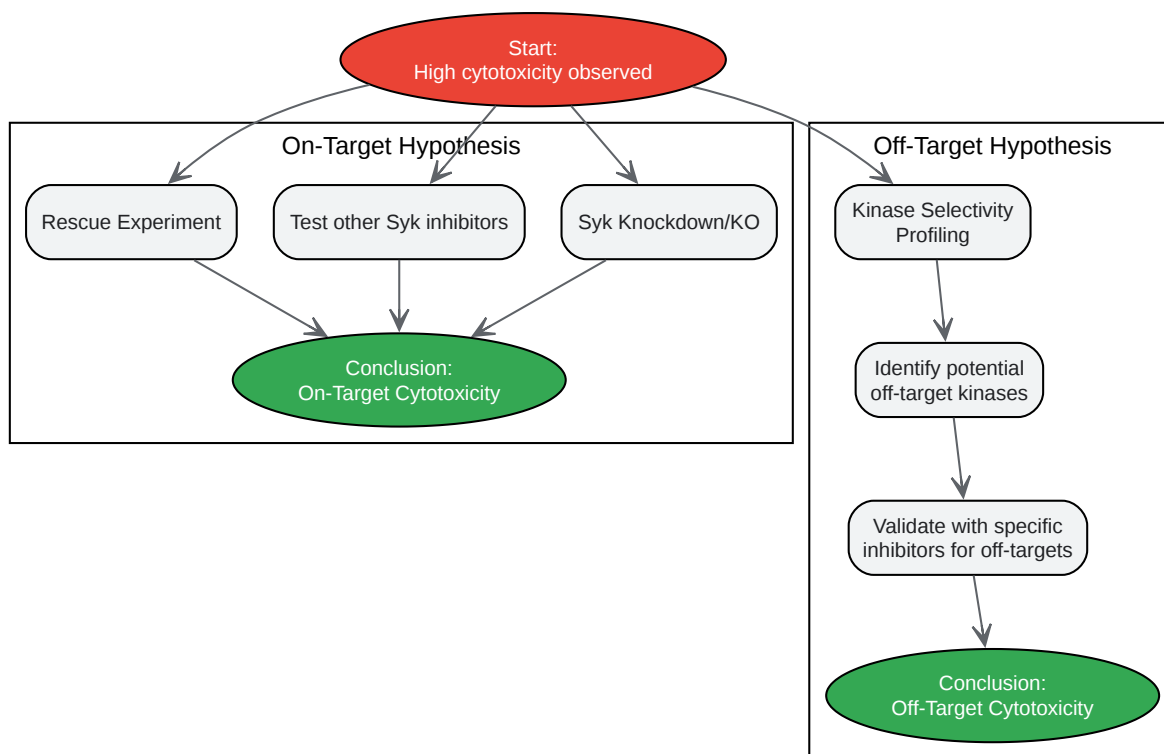 Start:
High cytotoxicity observed
On-Target Hypothesis
Rescue Experiment
Test other Syk inhibitors
Syk Knockdown/KO
Conclusion:
On-Target Cytotoxicity
Off-Target Hypothesis
Kinase Selectivity
Profiling
Identify potential
off-target kinases
Validate with specific
inhibitors for off-targets
Conclusion:
Off-Target Cytotoxicity